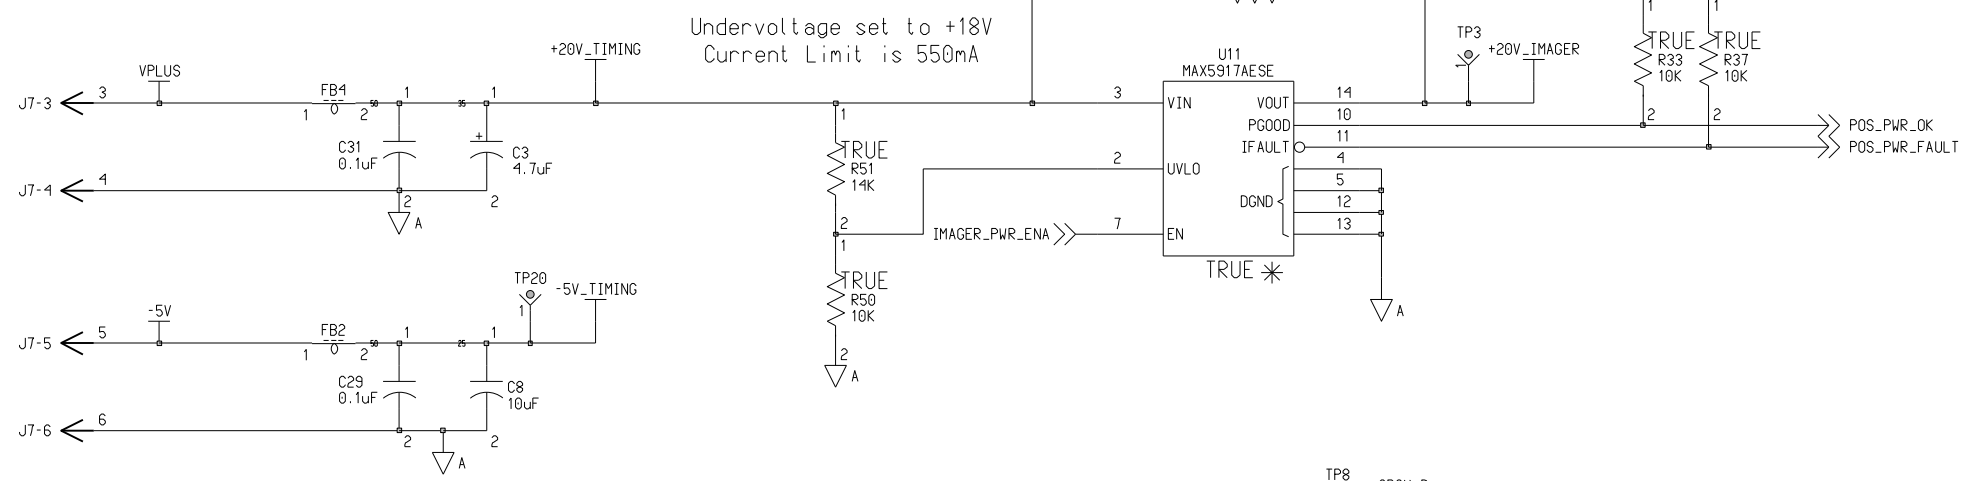 Undervoltage set to +18V
Current Limit is 550mA
+20V_TIMING
VPLUS
J7-3
3
FB4
1
2
50
1
35
1
C31
0.1uF
+
C3
4.7uF
J7-4
4
2
2
A
1
TRUE
R51
14K
2
1
TRUE
R50
10K
2
A
IMAGER_PWR_ENA
U11
MAX5917AESE
3
VIN
2
UVLO
7
EN
VOUT
14
PGOOD
10
IFAULT
11
4
5
DGND
12
13
TRUE
A
TP3
1
+20V_IMAGER
1
TRUE
R33
10K
2
1
TRUE
R37
10K
2
POS_PWR_OK
POS_PWR_FAULT
-5V
J7-5
5
FB2
1
2
50
1
25
1
TP20
1
-5V_TIMING
C29
0.1uF
C8
10uF
J7-6
6
2
2
A
TP8